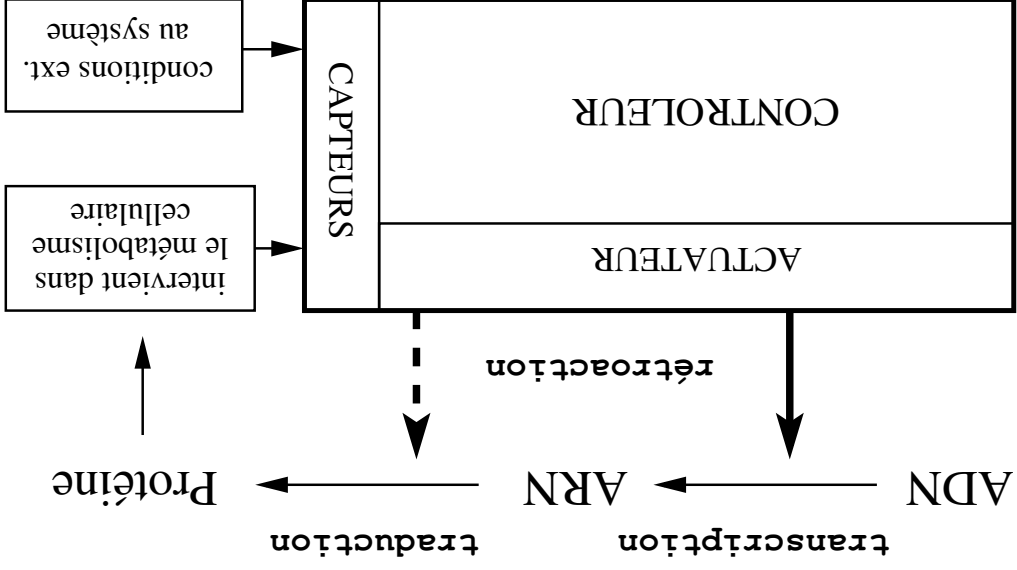 transcription
traduction
ADN
ARN
Protéine
rétroaction
ACTUATEUR
CAPTEURS
intervient dans
le métabolisme
cellulaire
CONTROLEUR
conditions ext.
au système